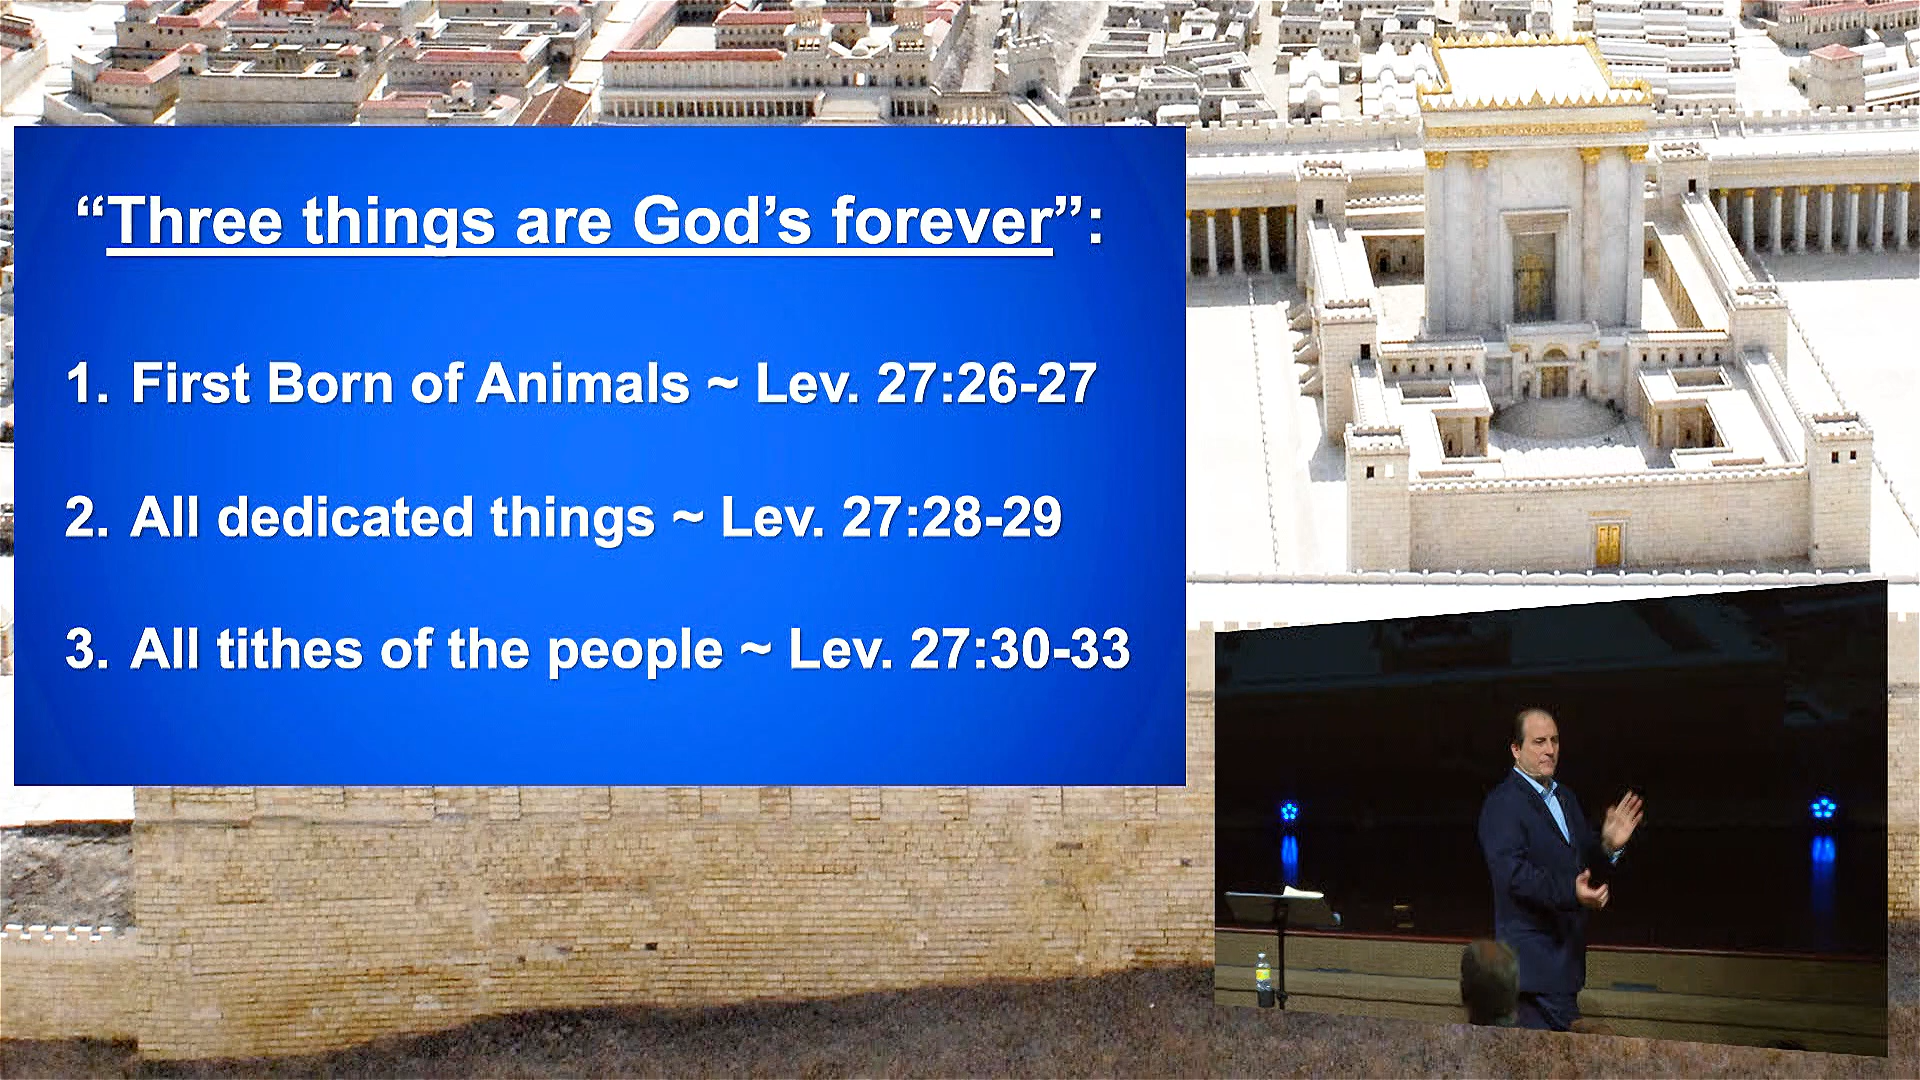 “Three things are God’s forever”:
1. First Born of Animals ~ Lev. 27:26-27
2. All dedicated things ~ Lev. 27:28-29
3. All tithes of the people ~ Lev. 27:30-33